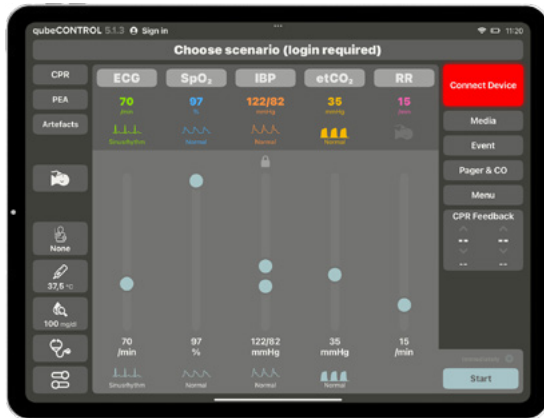 qubeCONTROL 5.1.3 Sign in
11:20
Choose scenario (login required)
CPR
PEA
Artefacts
None
37,5 °C
100 mg/dl
ECG SpO₂ IBP etCO₂ RR
70 97 122/82 35 15
/min % mmHg mmHg /min
Sinusrhythm Normal Normal Normal
70 97 122/82 35 15
/min % mmHg mmHg /min
Sinusrhythm Normal Normal Normal
Connect Device
Media
Event
Pager & CO
Menu
CPR Feedback
-- --
-- --
Start